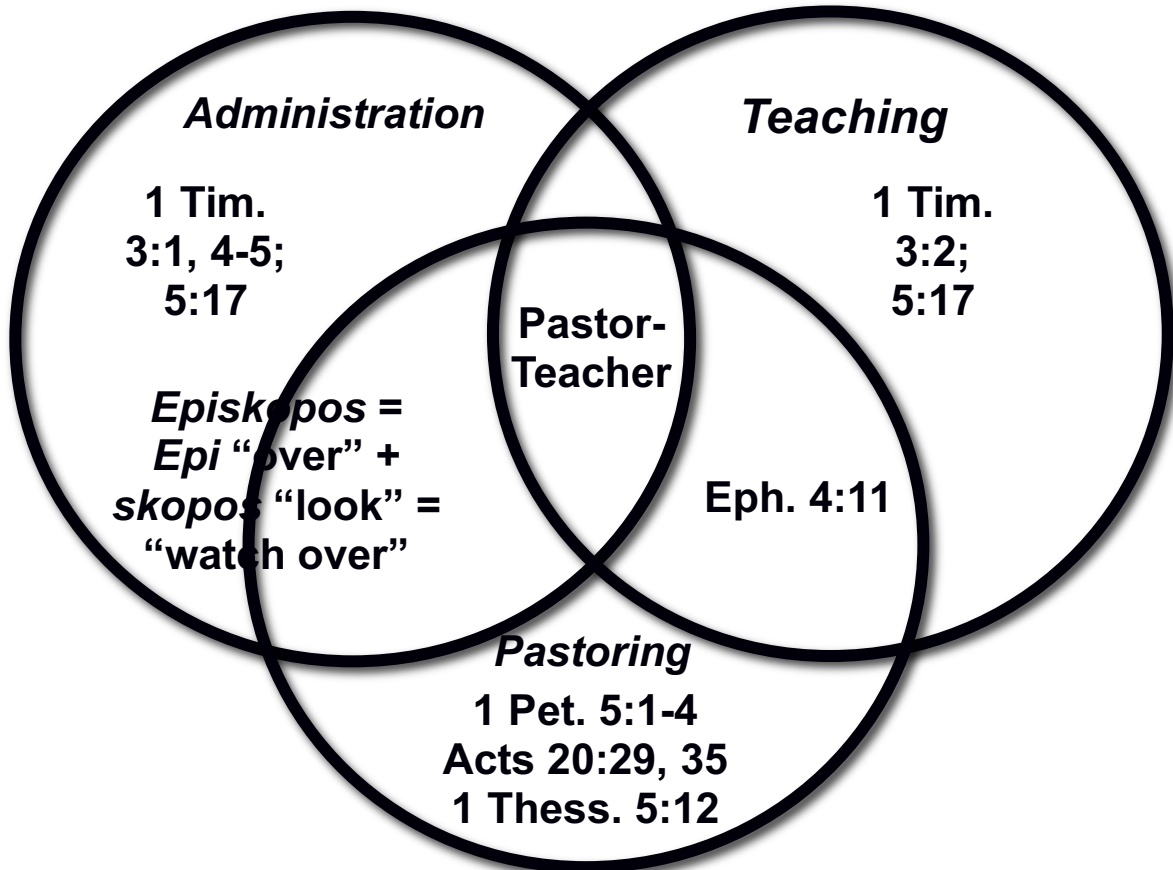 Administration
1 Tim.
3:1, 4-5;
5:17
Episkopos =
Epi “over” +
skopos “look” =
“watch over”
Teaching
1 Tim.
3:2;
5:17
Pastor-
Teacher
Eph. 4:11
Pastoring
1 Pet. 5:1-4
Acts 20:29, 35
1 Thess. 5:12